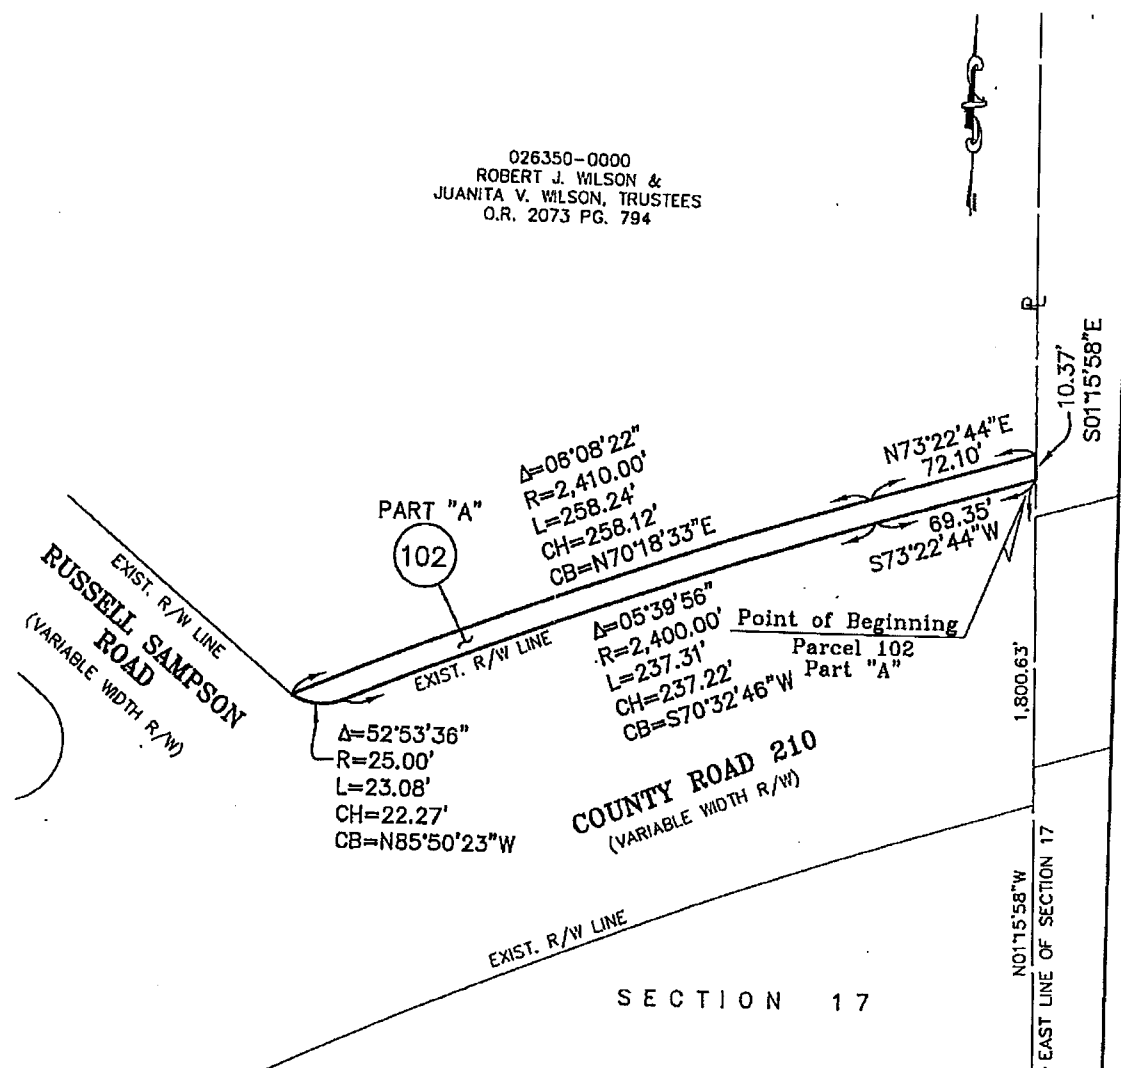 026350-0000
ROBERT J. WILSON &
JUANITA V. WILSON, TRUSTEES
O.R. 2073 PG. 794
10.37'
S01°15'58"E
N73°22'44"E
72.10'
Δ=06°08'22"
R=2,410.00'
L=258.24'
CH=258.12'
CB=N70°18'33"E
PART "A"
102
69.35'
S73°22'44"W
EXIST. R/W LINE
RUSSELL SAMPSON
ROAD
(VARIABLE WIDTH R/W)
EXIST. R/W LINE
Δ=05°39'56"
R=2,400.00'
L=237.31'
CH=237.22'
CB=S70°32'46"W
Point of Beginning
Parcel 102
Part "A"
1,800.63'
Δ=52°53'36"
R=25.00'
L=23.08'
CH=22.27'
CB=N85°50'23"W
COUNTY ROAD 210
(VARIABLE WIDTH R/W)
EXIST. R/W LINE
N01°15'58"W
EAST LINE OF SECTION 17
SECTION 17